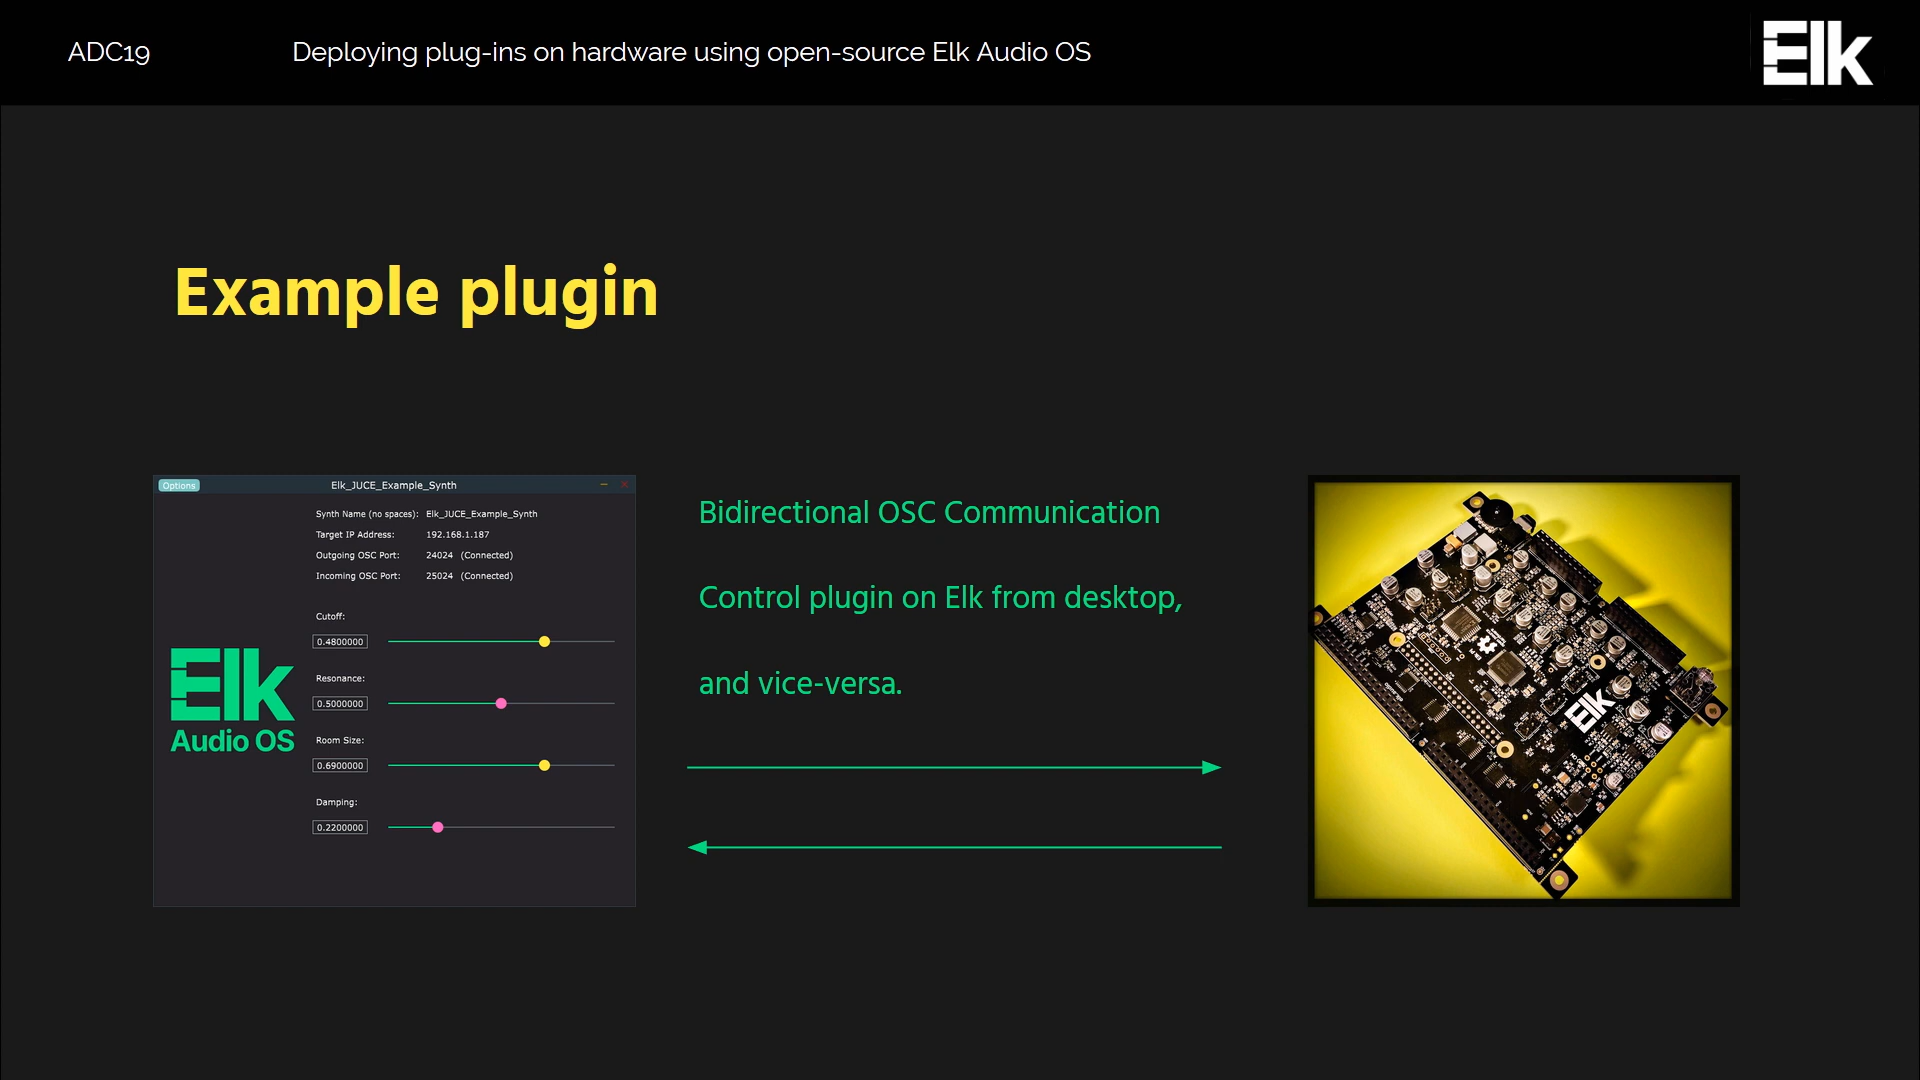 ADC19
Deploying plug-ins on hardware using open-source Elk Audio OS
Elk
Example plugin
Options
Elk_JUCE_Example_Synth
Synth Name (no spaces): Elk_JUCE_Example_Synth
Target IP Address: 192.168.1.187
Outgoing OSC Port: 24024 (Connected)
Incoming OSC Port: 25024 (Connected)
Cutoff:
0.4800000
Resonance:
0.5000000
Room Size:
0.6900000
Damping:
0.2200000
Elk
Audio OS
Bidirectional OSC Communication
Control plugin on Elk from desktop,
and vice-versa.
Elk